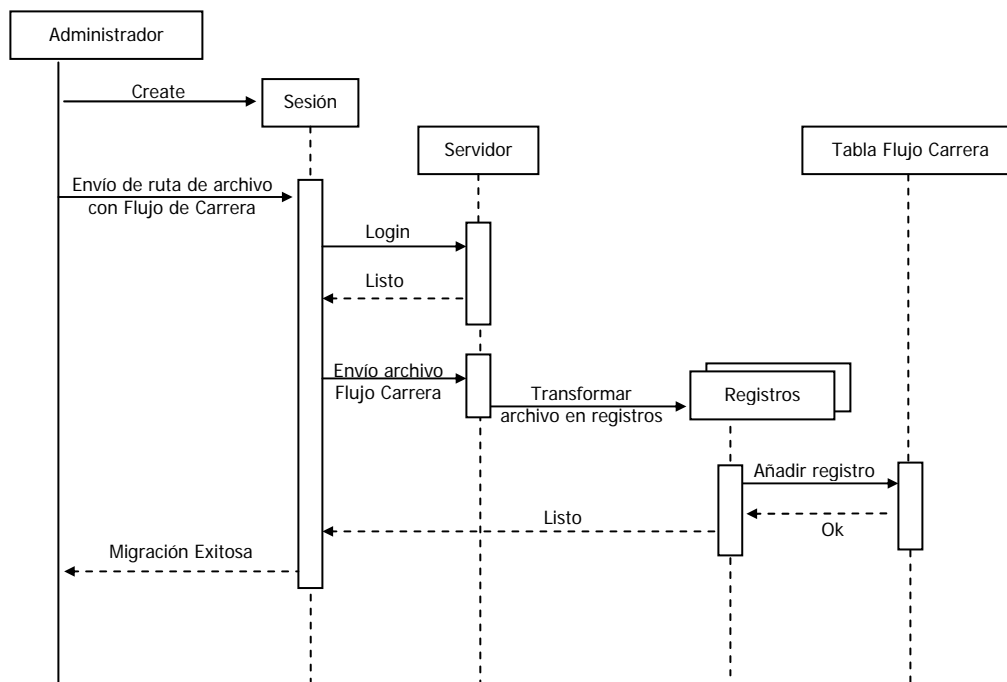 Administrador
Create
Sesión
Servidor
Tabla Flujo Carrera
Envío de ruta de archivo
con Flujo de Carrera
Login
Listo
Envío archivo
Flujo Carrera
Transformar
archivo en registros
Registros
Añadir registro
Listo
Ok
Migración Exitosa